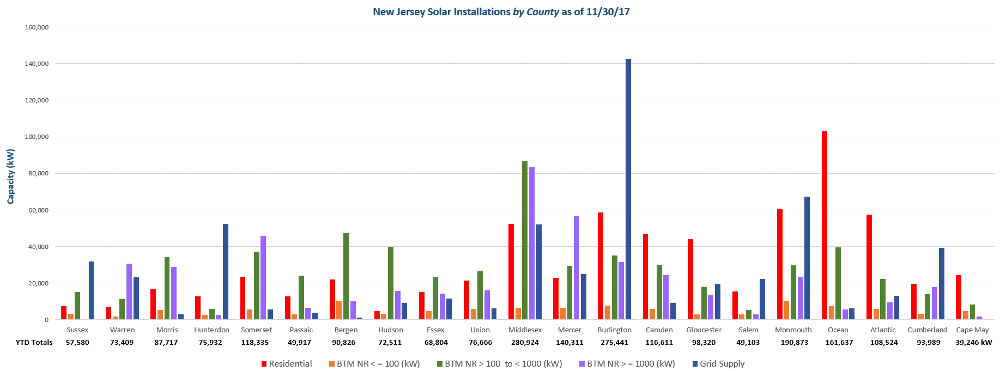 New Jersey Solar Installations by County as of 11/30/17
160,000
140,000
120,000
100,000
80,000
60,000
40,000
20,000
0
Capacity (kW)
Sussex Warren Morris Hunterdon Somerset Passaic Bergen Hudson Essex Union Middlesex Mercer Burlington Camden Gloucester Salem Monmouth Ocean Atlantic Cumberland Cape May
YTD Totals 57,580 73,409 87,717 75,932 118,335 49,917 90,826 72,511 68,804 76,666 280,924 140,311 275,441 116,611 98,320 49,103 190,873 161,637 108,524 93,989 39,246 kW
Residential BTM NR < = 100 (kW) BTM NR > 100 to < 1000 (kW) BTM NR > = 1000 (kW) Grid Supply